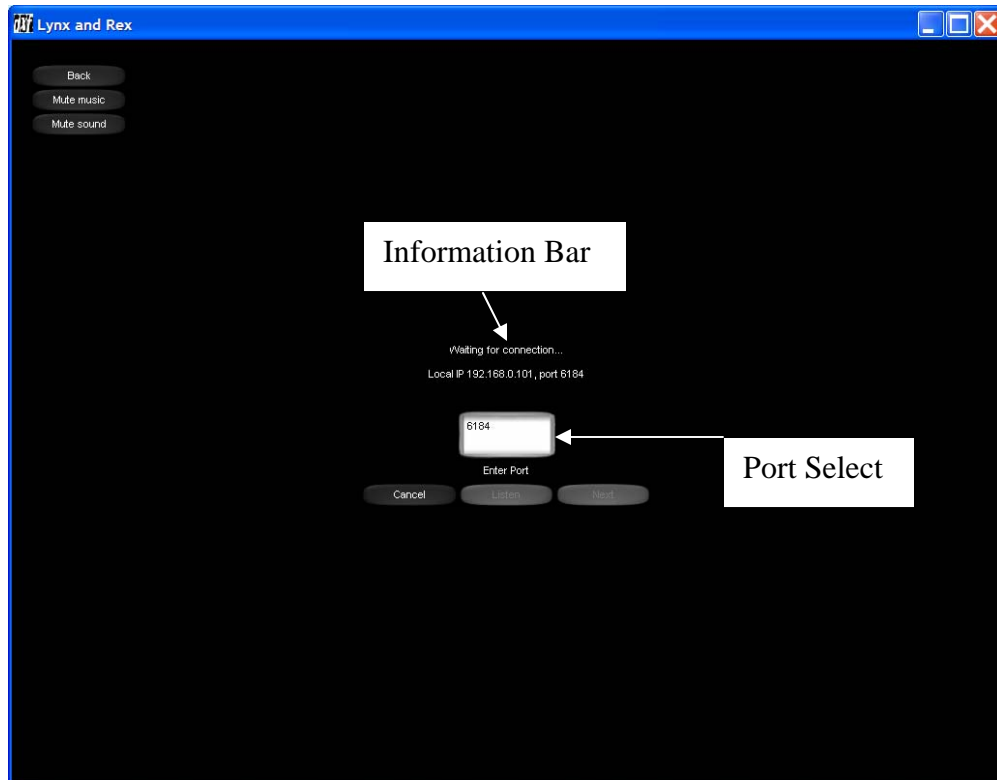 Lynx and Rex
Back
Mute music
Mute sound
Information Bar
Waiting for connection...
Local IP 192.168.0.101, port 6184
6184
Enter Port
Port Select
Cancel
Listen
Next